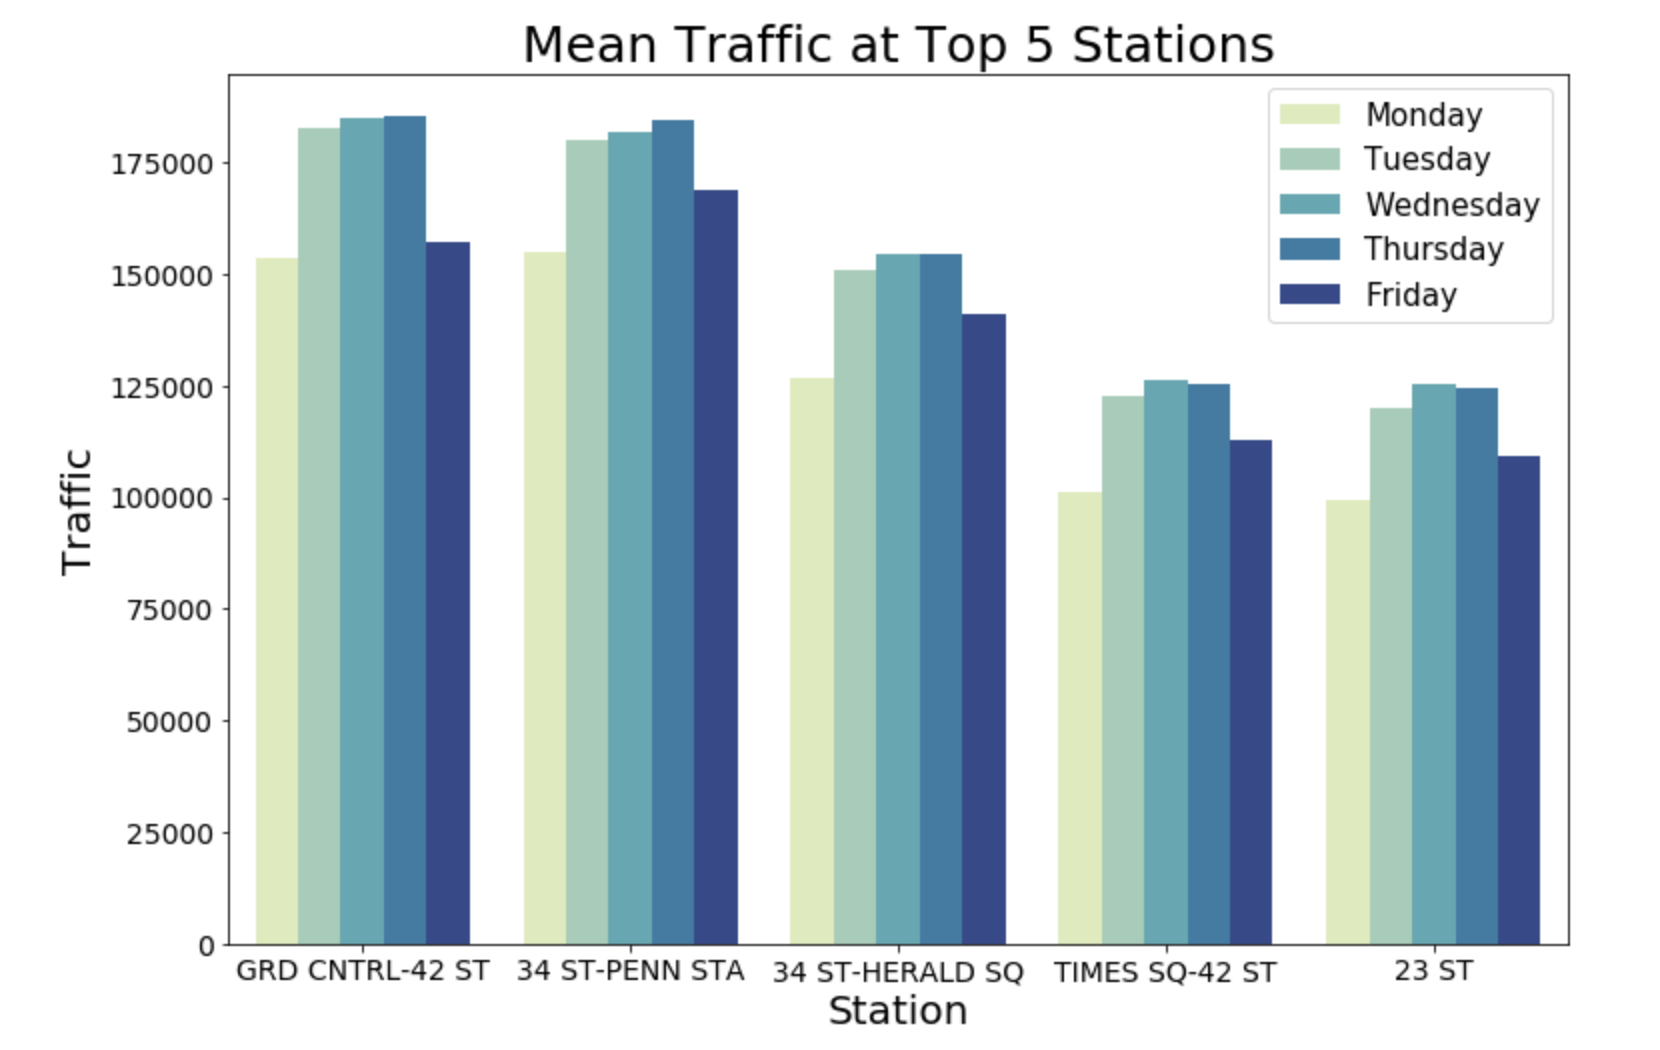 Mean Traffic at Top 5 Stations
Monday
Tuesday
Wednesday
Thursday
Friday
Traffic
175000
150000
125000
100000
75000
50000
25000
0
GRD CNTRL-42 ST
34 ST-PENN STA
34 ST-HERALD SQ
TIMES SQ-42 ST
23 ST
Station